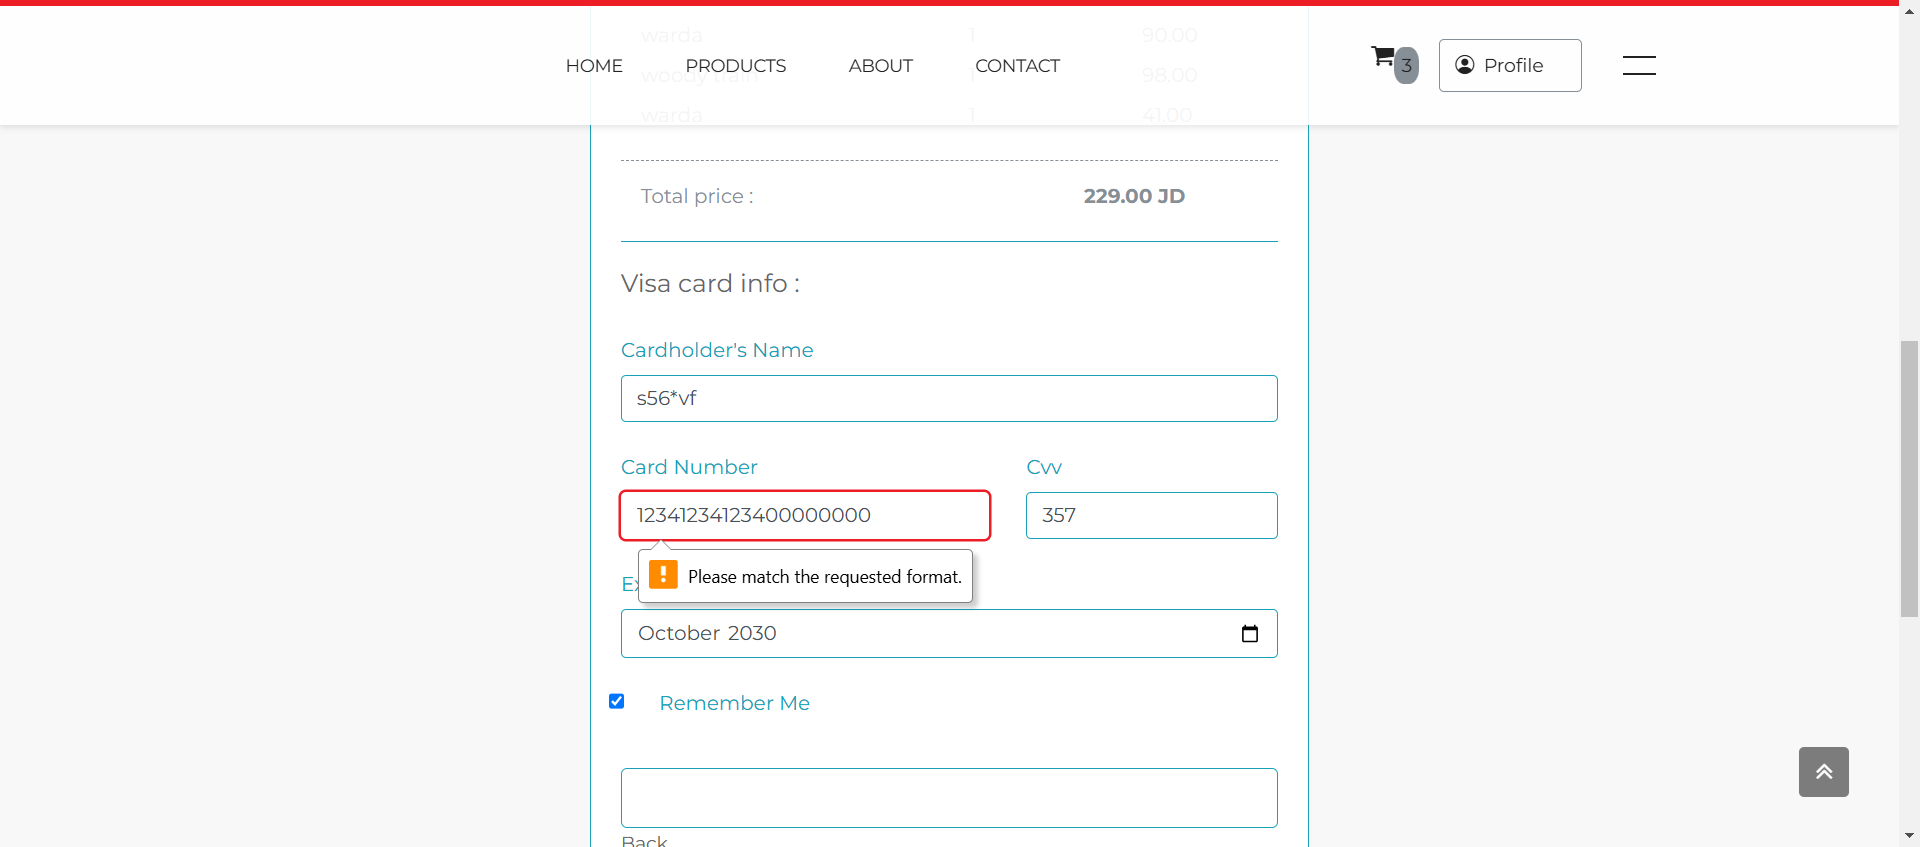 warda 1 90.00
HOME PRODUCTS ABOUT CONTACT 3 Profile
woody train 1 98.00
warda 1 41.00
Total price : 229.00 JD
Visa card info :
Cardholder's Name
s56*vf
Card Number Cvv
12341234123400000000 357
Please match the requested format.
October 2030
Remember Me
Back